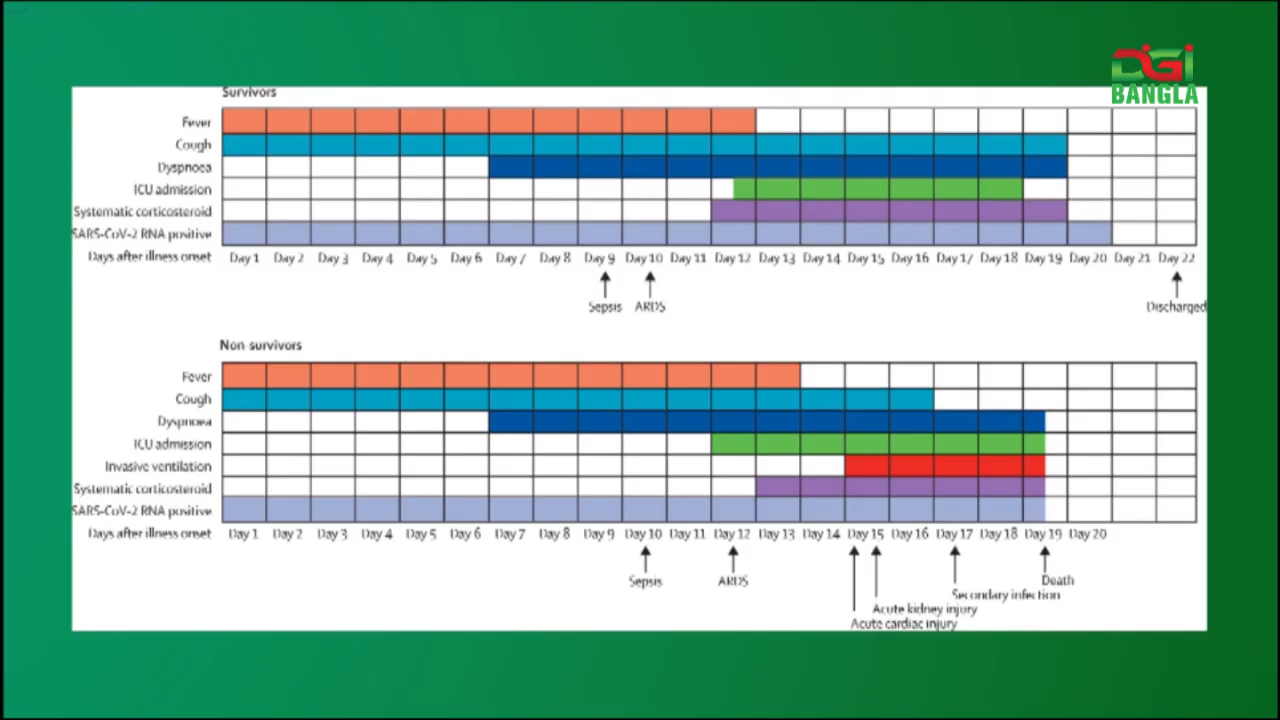 DiGi
BANGLA
Survivors
Fever
Cough
Dyspnoea
ICU admission
Systematic corticosteroid
SARS-CoV-2 RNA positive
Days after illness onset Day 1 Day 2 Day 3 Day 4 Day 5 Day 6 Day 7 Day 8 Day 9 Day 10 Day 11 Day 12 Day 13 Day 14 Day 15 Day 16 Day 17 Day 18 Day 19 Day 20 Day 21 Day 22
Sepsis ARDS Discharged
Non-survivors
Fever
Cough
Dyspnoea
ICU admission
Invasive ventilation
Systematic corticosteroid
SARS-CoV-2 RNA positive
Days after illness onset Day 1 Day 2 Day 3 Day 4 Day 5 Day 6 Day 7 Day 8 Day 9 Day 10 Day 11 Day 12 Day 13 Day 14 Day 15 Day 16 Day 17 Day 18 Day 19 Day 20
Sepsis ARDS Death
Secondary infection
Acute kidney injury
Acute cardiac injury